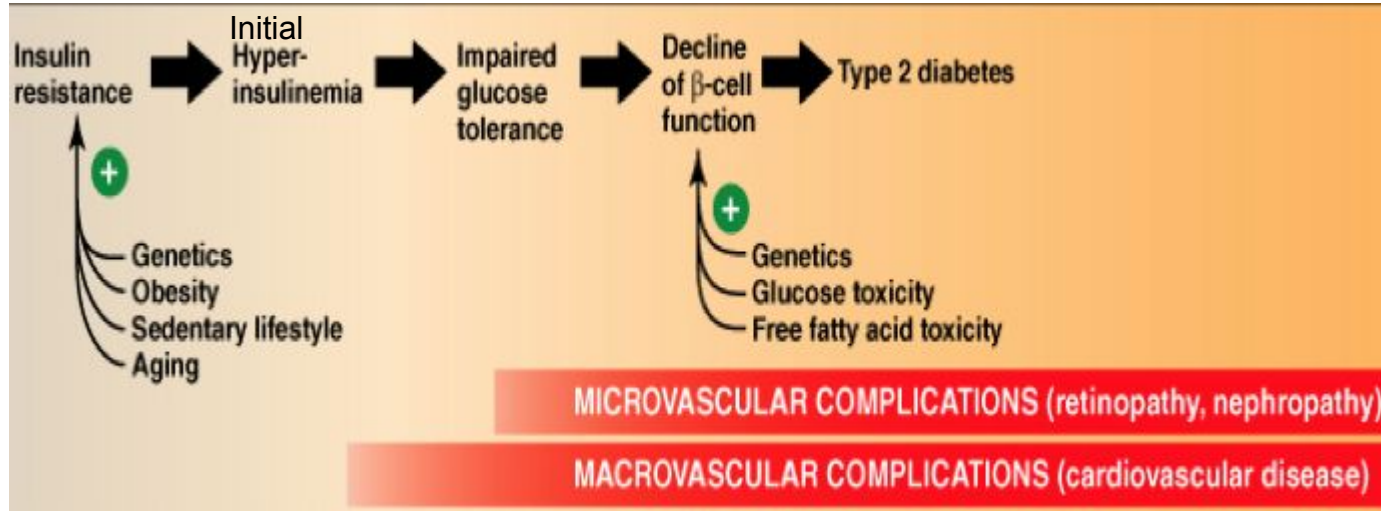 Insulin
resistance
Initial
Hyper-
insulinemia
Impaired
glucose
tolerance
Decline
of β-cell
function
Type 2 diabetes
+
Genetics
Obesity
Sedentary lifestyle
Aging
+
Genetics
Glucose toxicity
Free fatty acid toxicity
MICROVASCULAR COMPLICATIONS (retinopathy, nephropathy)
MACROVASCULAR COMPLICATIONS (cardiovascular disease)